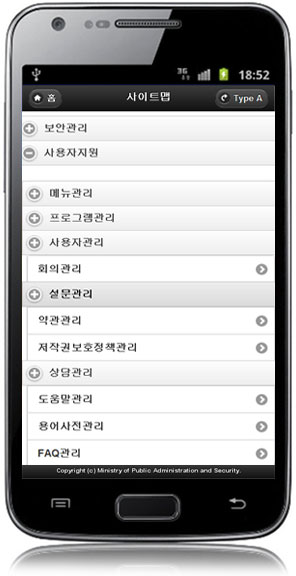 3G 18:52
홈 사이트맵 Type A
보안관리
사용자지원
메뉴관리
프로그램관리
사용자관리
회의관리
설문관리
약관관리
저작권보호정책관리
상담관리
도움말관리
용어사전관리
FAQ관리
Copyright (c) Ministry of Public Administration and Security.